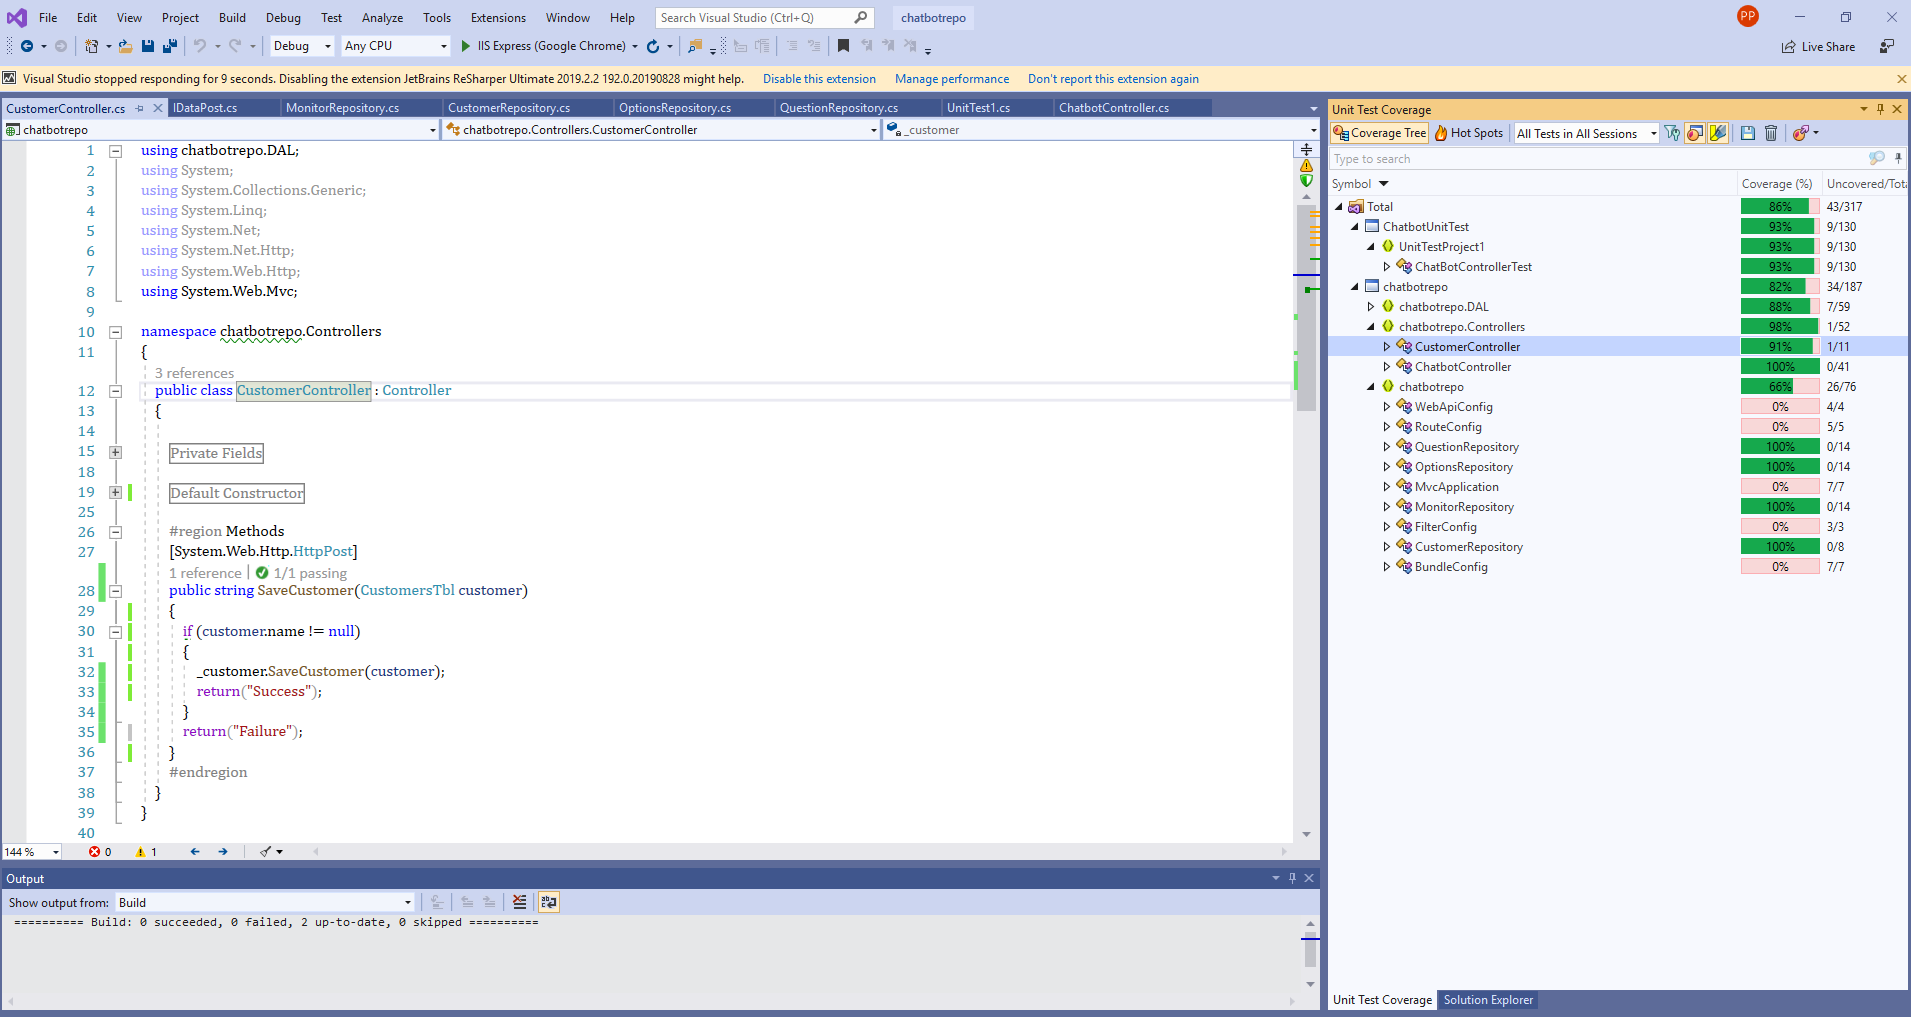 File Edit View Project Build Debug Test Analyze Tools Extensions Window Help Search Visual Studio (Ctrl+Q) chatbotrepo PP
Debug Any CPU IIS Express (Google Chrome) Live Share
Visual Studio stopped responding for 9 seconds. Disabling the extension JetBrains ReSharper Ultimate 2019.2.2 192.0.20190828 might help. Disable this extension Manage performance Don't report this extension again
CustomerController.cs IDataPost.cs MonitorRepository.cs CustomerRepository.cs OptionsRepository.cs QuestionRepository.cs UnitTest1.cs ChatbotController.cs
chatbotrepo chatbotrepo.Controllers.CustomerController _customer
1 using chatbotrepo.DAL;
2 using System;
3 using System.Collections.Generic;
4 using System.Linq;
5 using System.Net;
6 using System.Net.Http;
7 using System.Web.Http;
8 using System.Web.Mvc;
9
10 namespace chatbotrepo.Controllers
11 {
3 references
12 public class CustomerController : Controller
13 {
14
15 Private Fields
18
19 Default Constructor
25
26 #region Methods
27 [System.Web.Http.HttpPost]
1 reference | 1/1 passing
28 public string SaveCustomer(CustomersTbl customer)
29 {
30 if (customer.name != null)
31 {
32 _customer.SaveCustomer(customer);
33 return("Success");
34 }
35 return("Failure");
36 }
37 #endregion
38 }
39 }
40
144 % 0 1
Output
Show output from: Build
========== Build: 0 succeeded, 0 failed, 2 up-to-date, 0 skipped ==========
Unit Test Coverage
Coverage Tree Hot Spots All Tests in All Sessions
Type to search
Symbol Coverage (%) Uncovered/Tota
Total 86% 43/317
ChatbotUnitTest 93% 9/130
UnitTestProject1 93% 9/130
ChatBotControllerTest 93% 9/130
chatbotrepo 82% 34/187
chatbotrepo.DAL 88% 7/59
chatbotrepo.Controllers 98% 1/52
CustomerController 91% 1/11
ChatbotController 100% 0/41
chatbotrepo 66% 26/76
WebApiConfig 0% 4/4
RouteConfig 0% 5/5
QuestionRepository 100% 0/14
OptionsRepository 100% 0/14
MvcApplication 0% 7/7
MonitorRepository 100% 0/14
FilterConfig 0% 3/3
CustomerRepository 100% 0/8
BundleConfig 0% 7/7
Unit Test Coverage Solution Explorer